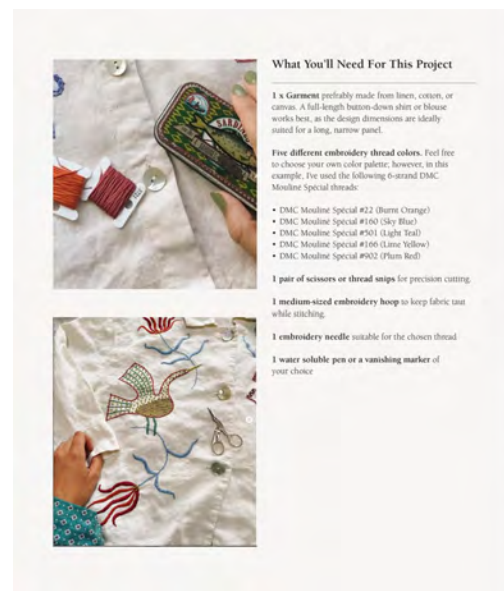 What You'll Need For This Project
1 x Garment prefrably made from linen, cotton, or
canvas. A full-length button-down shirt or blouse
works best, as the design dimensions are ideally
suited for a long, narrow panel.
Five different embroidery thread colors. Feel free
to choose your own color palette; however, in this
example, I've used the following 6-strand DMC
Mouliné Spécial threads:
• DMC Mouliné Spécial #22 (Burnt Orange)
• DMC Mouliné Spécial #160 (Sky Blue)
• DMC Mouliné Spécial #501 (Light Teal)
• DMC Mouliné Spécial #166 (Lime Yellow)
• DMC Mouliné Spécial #902 (Plum Red)
1 pair of scissors or thread snips for precision cutting.
1 medium-sized embroidery hoop to keep fabric taut
while stitching.
1 embroidery needle suitable for the chosen thread
1 water soluble pen or a vanishing marker of
your choice